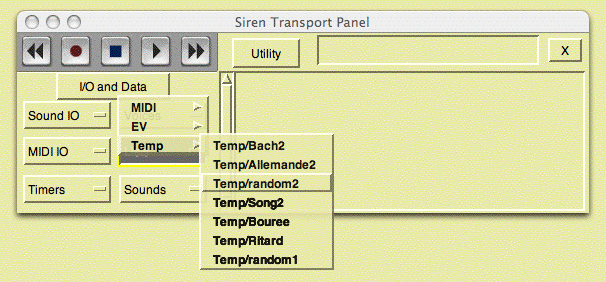 Siren Transport Panel
Utility
X
I/O and Data
Sound IO
MIDI
EV
MIDI IO
Temp
Temp/Bach2
Temp/Allemande2
Temp/random2
Timers
Sounds
Temp/Song2
Temp/Bouree
Temp/Ritard
Temp/random1